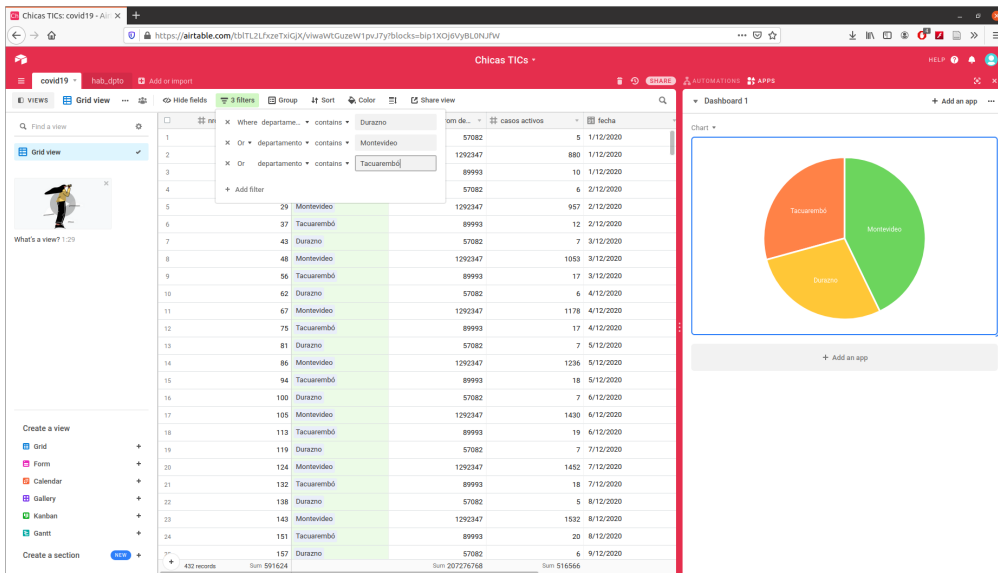 Chicas TICs: covid19 - Air
https://airtable.com/tblTL2LfxzeTxiGjX/viwaWtGuzeW1pvJ7y?blocks=bip1XOj6VyBL0NJfW
Chicas TICs
HELP
covid19 hab_dpto Add or import SHARE AUTOMATIONS APPS
VIEWS Grid view Hide fields 3 filters Group Sort Color Share view Dashboard 1 + Add an app
Find a view
Grid view
What's a view? 1:29
Create a view
Grid +
Form +
Calendar +
Gallery +
Kanban +
Gantt +
Create a section NEW +
Where departame... contains Durazno
Or departamento contains Montevideo
Or departamento contains Tacuarembó
+ Add filter
casos activos fecha
1 57082 5 1/12/2020
2 1292347 880 1/12/2020
3 89993 10 1/12/2020
4 57082 6 2/12/2020
5 29 Montevideo 1292347 957 2/12/2020
6 37 Tacuarembó 89993 12 2/12/2020
7 43 Durazno 57082 7 3/12/2020
8 48 Montevideo 1292347 1053 3/12/2020
9 56 Tacuarembó 89993 17 3/12/2020
10 62 Durazno 57082 6 4/12/2020
11 67 Montevideo 1292347 1178 4/12/2020
12 75 Tacuarembó 89993 17 4/12/2020
13 81 Durazno 57082 7 5/12/2020
14 86 Montevideo 1292347 1236 5/12/2020
15 94 Tacuarembó 89993 18 5/12/2020
16 100 Durazno 57082 7 6/12/2020
17 105 Montevideo 1292347 1430 6/12/2020
18 113 Tacuarembó 89993 19 6/12/2020
19 119 Durazno 57082 7 7/12/2020
20 124 Montevideo 1292347 1452 7/12/2020
21 132 Tacuarembó 89993 18 7/12/2020
22 138 Durazno 57082 5 8/12/2020
23 143 Montevideo 1292347 1532 8/12/2020
24 151 Tacuarembó 89993 20 8/12/2020
157 Durazno 57082 6 9/12/2020
+ 432 records Sum 591624 Sum 207276768 Sum 516566
Chart
Tacuarembó
Montevideo
Durazno
+ Add an app